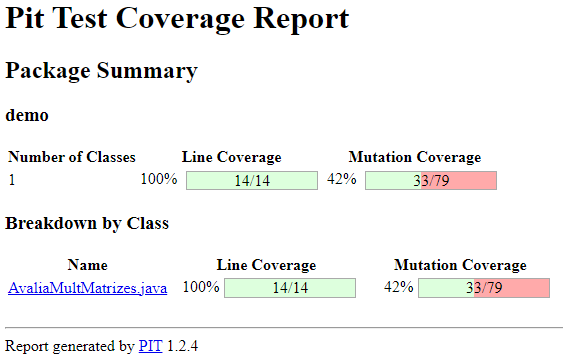 Pit Test Coverage Report
Package Summary
demo
Number of Classes Line Coverage Mutation Coverage
1 100% 14/14 42% 33/79
Breakdown by Class
Name Line Coverage Mutation Coverage
AvaliaMultMatrizes.java 100% 14/14 42% 33/79
Report generated by PIT 1.2.4